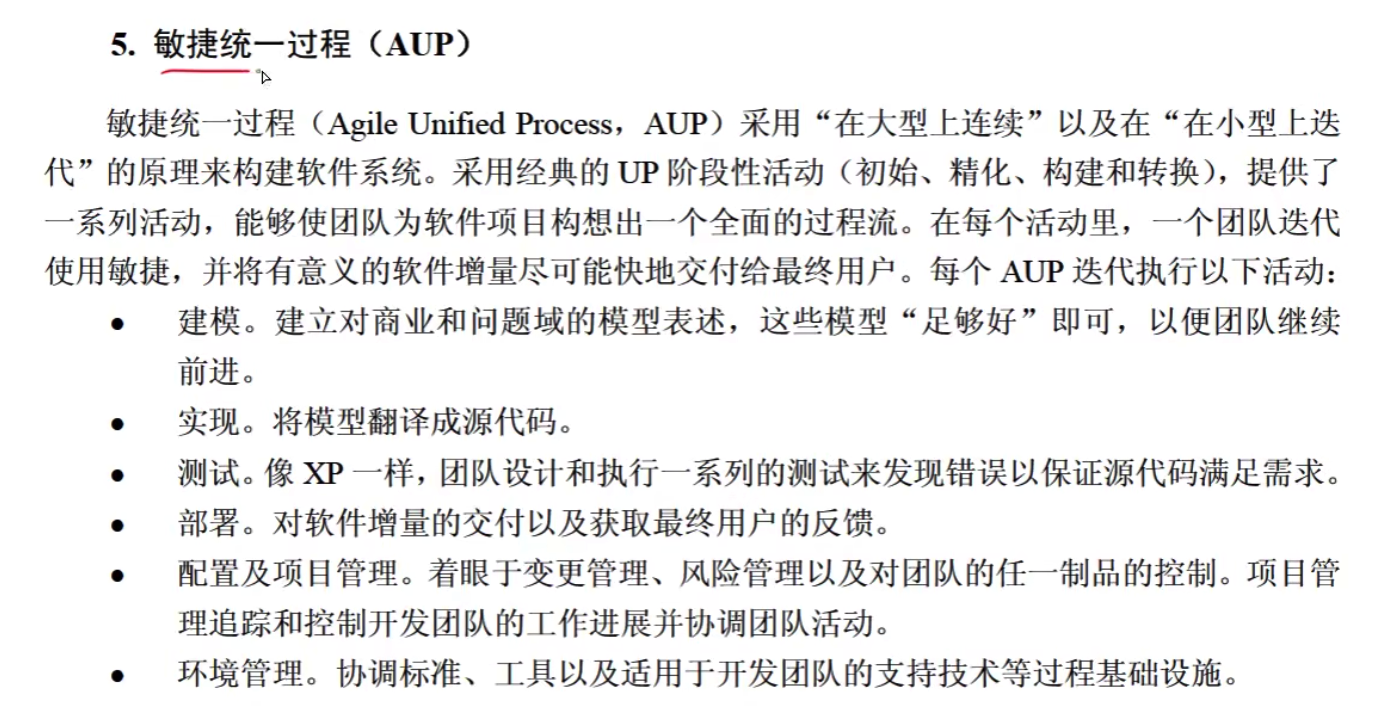 5. 敏捷统一过程（AUP）
敏捷统一过程（Agile Unified Process，AUP）采用“在大型上连续”以及在“在小型上迭
代”的原理来构建软件系统。采用经典的 UP 阶段性活动（初始、精化、构建和转换），提供了
一系列活动，能够使团队为软件项目构想出一个全面的过程流。在每个活动里，一个团队迭代
使用敏捷，并将有意义的软件增量尽可能快地交付给最终用户。每个 AUP 迭代执行以下活动：
● 建模。建立对商业和问题域的模型表述，这些模型“足够好”即可，以便团队继续
前进。
● 实现。将模型翻译成源代码。
● 测试。像 XP 一样，团队设计和执行一系列的测试来发现错误以保证源代码满足需求。
● 部署。对软件增量的交付以及获取最终用户的反馈。
● 配置及项目管理。着眼于变更管理、风险管理以及对团队的任一制品的控制。项目管
理追踪和控制开发团队的工作进展并协调团队活动。
● 环境管理。协调标准、工具以及适用于开发团队的支持技术等过程基础设施。